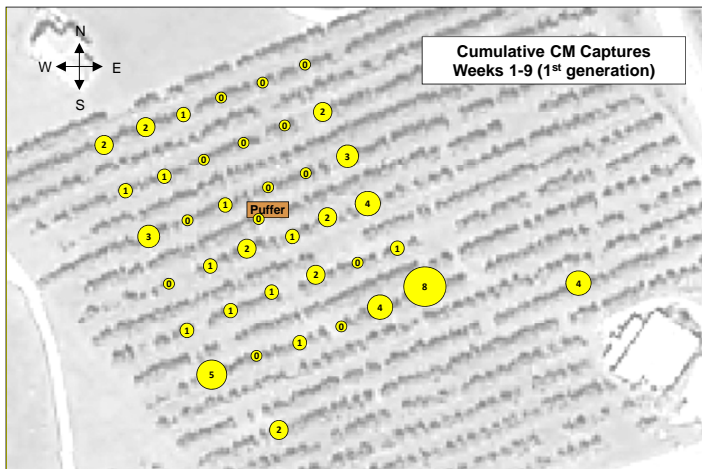 Cumulative CM Captures
Weeks 1-9 (1st generation)
N
W E
S
2 2 1 0 0 0
1 1 0 0 0 2
3 0 1 0 0 3
Puffer
0
0 1 2 1 2 4
1 1 1 2 0 1
5 0 1 0 4 8
4
2